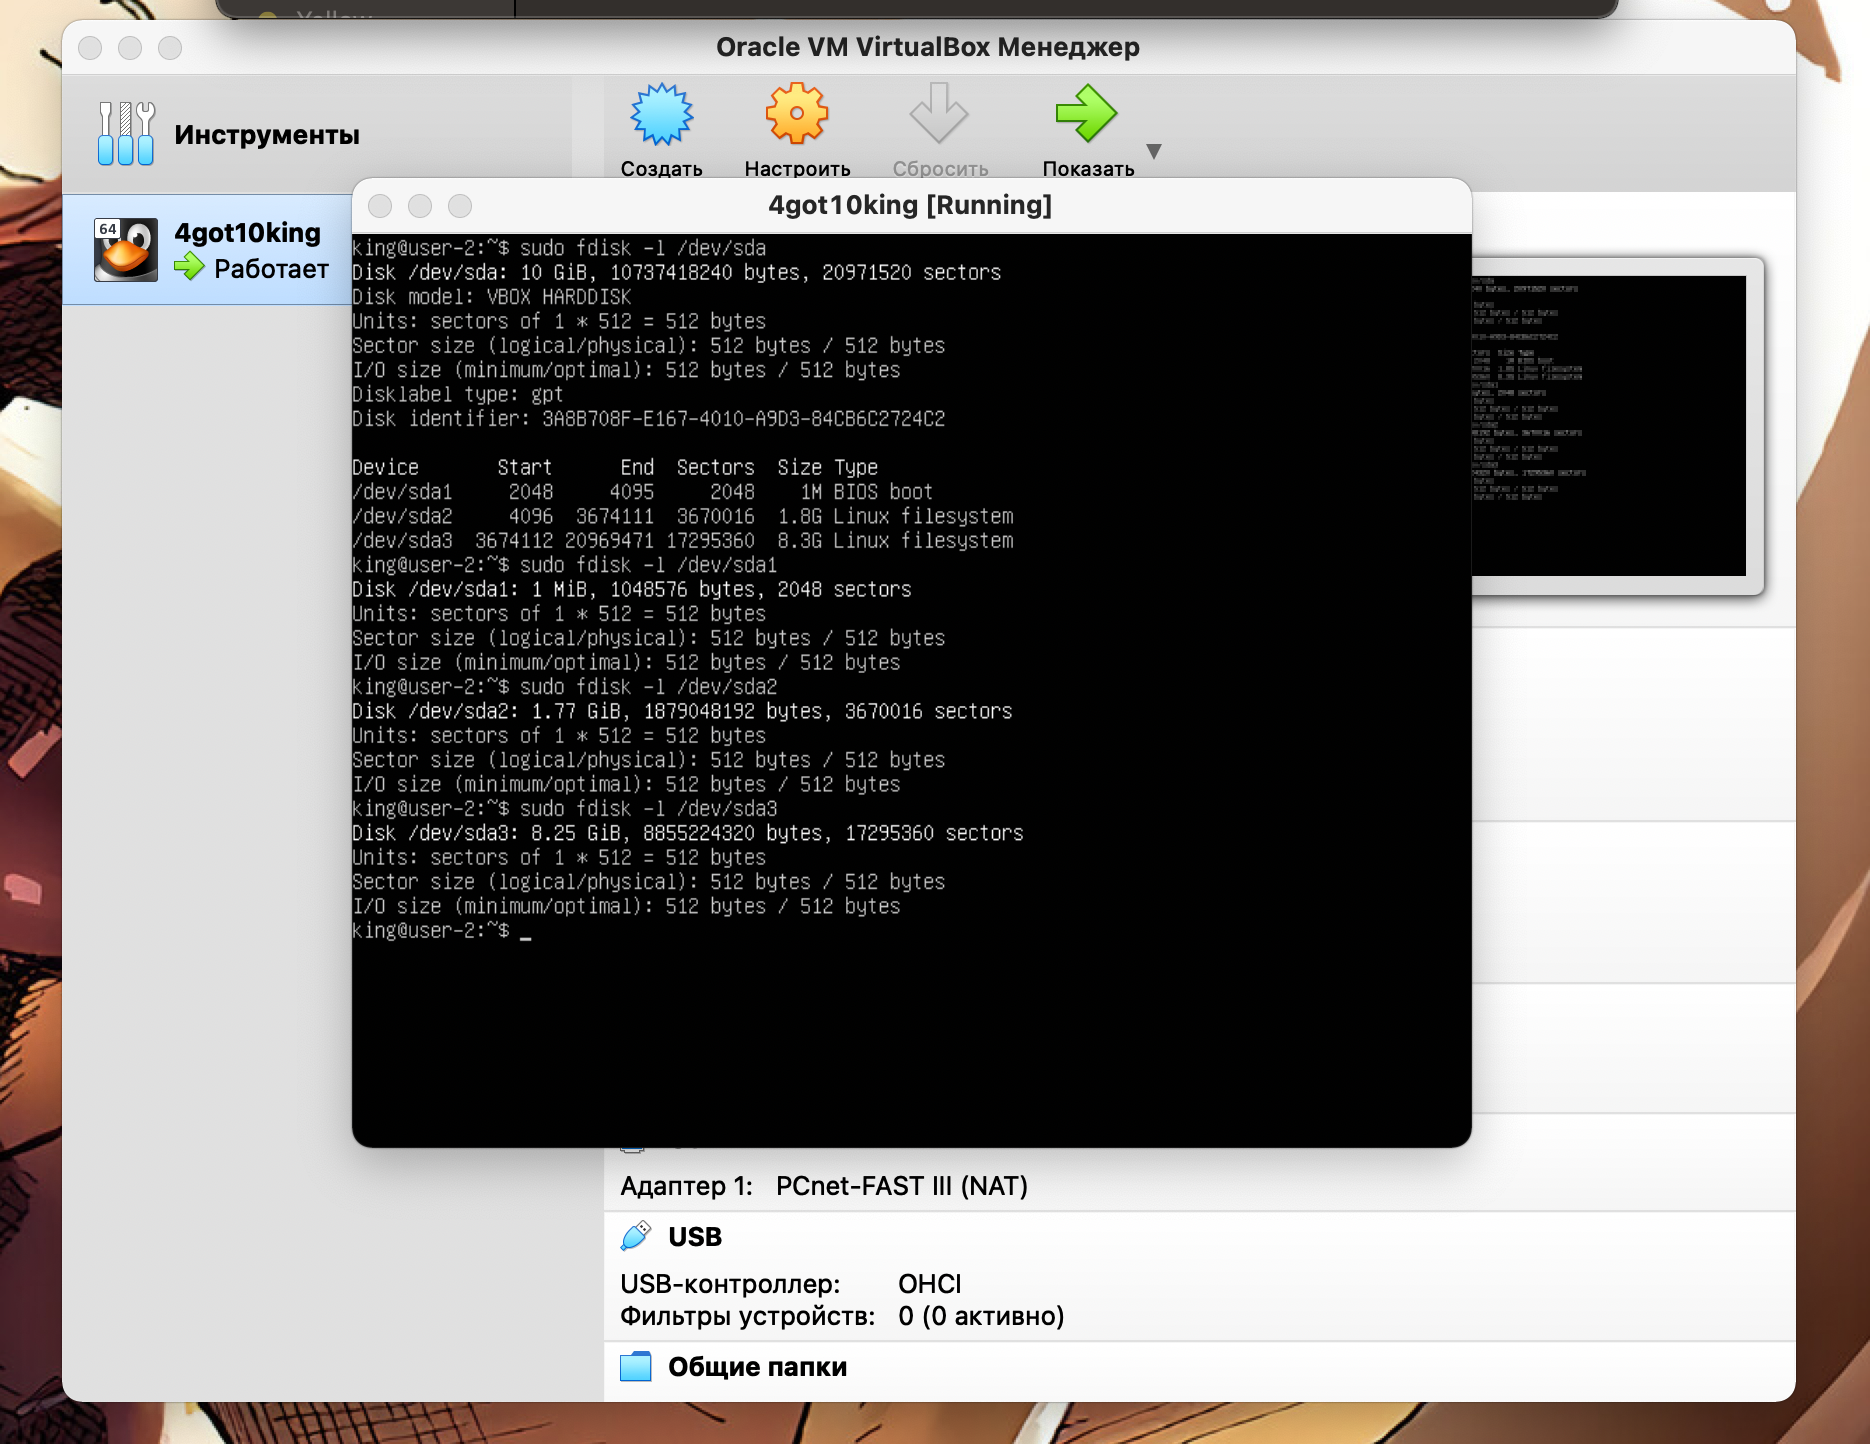 Yellow
Oracle VM VirtualBox Менеджер
Инструменты
Создать
Настроить
Сбросить
Показать
64
4got10king
Работает
4got10king [Running]
king@user-2:~$ sudo fdisk -l /dev/sda
Disk /dev/sda: 10 GiB, 10737418240 bytes, 20971520 sectors
Disk model: VBOX HARDDISK
Units: sectors of 1 * 512 = 512 bytes
Sector size (logical/physical): 512 bytes / 512 bytes
I/O size (minimum/optimal): 512 bytes / 512 bytes
Disklabel type: gpt
Disk identifier: 3A8B708F-E167-4010-A9D3-84CB6C2724C2
Device Start End Sectors Size Type
/dev/sda1 2048 4095 2048 1M BIOS boot
/dev/sda2 4096 3674111 3670016 1.8G Linux filesystem
/dev/sda3 3674112 20969471 17295360 8.3G Linux filesystem
king@user-2:~$ sudo fdisk -l /dev/sda1
Disk /dev/sda1: 1 MiB, 1048576 bytes, 2048 sectors
Units: sectors of 1 * 512 = 512 bytes
Sector size (logical/physical): 512 bytes / 512 bytes
I/O size (minimum/optimal): 512 bytes / 512 bytes
king@user-2:~$ sudo fdisk -l /dev/sda2
Disk /dev/sda2: 1.77 GiB, 1879048192 bytes, 3670016 sectors
Units: sectors of 1 * 512 = 512 bytes
Sector size (logical/physical): 512 bytes / 512 bytes
I/O size (minimum/optimal): 512 bytes / 512 bytes
king@user-2:~$ sudo fdisk -l /dev/sda3
Disk /dev/sda3: 8.25 GiB, 8855224320 bytes, 17295360 sectors
Units: sectors of 1 * 512 = 512 bytes
Sector size (logical/physical): 512 bytes / 512 bytes
I/O size (minimum/optimal): 512 bytes / 512 bytes
king@user-2:~$ _
Адаптер 1: PCnet-FAST III (NAT)
USB
USB-контроллер: OHCI
Фильтры устройств: 0 (0 активно)
Общие папки